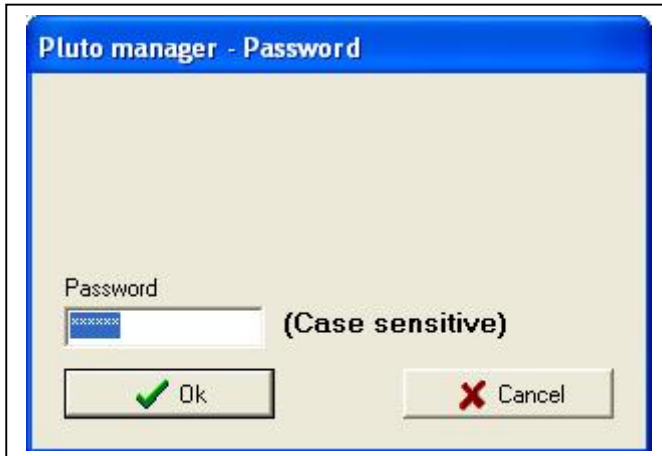 Pluto manager - Password
Password
****** (Case sensitive)
Ok Cancel